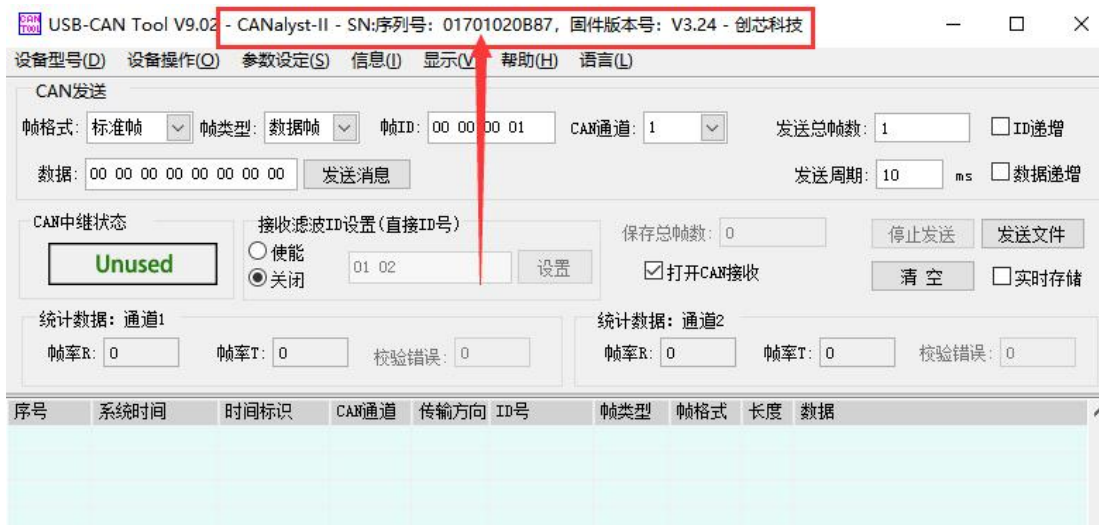 CAN TOOL USB-CAN Tool V9.02 - CANalyst-II - SN:序列号: 01701020B87, 固件版本号: V3.24 - 创芯科技
设备型号(D) 设备操作(O) 参数设定(S) 信息(I) 显示(V 帮助(H) 语言(L)
CAN发送
帧格式: 标准帧 帧类型: 数据帧 帧ID: 00 00 00 01 CAN通道: 1 发送总帧数: 1 ID递增
数据: 00 00 00 00 00 00 00 00 发送消息 发送周期: 10 ms 数据递增
CAN中继状态 接收滤波ID设置(直接ID号) 保存总帧数: 0 停止发送 发送文件
Unused 使能 01 02 设置
关闭 打开CAN接收 清 空 实时存储
统计数据: 通道1 统计数据: 通道2
帧率R: 0 帧率T: 0 校验错误: 0 帧率R: 0 帧率T: 0 校验错误: 0
序号 系统时间 时间标识 CAN通道 传输方向 ID号 帧类型 帧格式 长度 数据